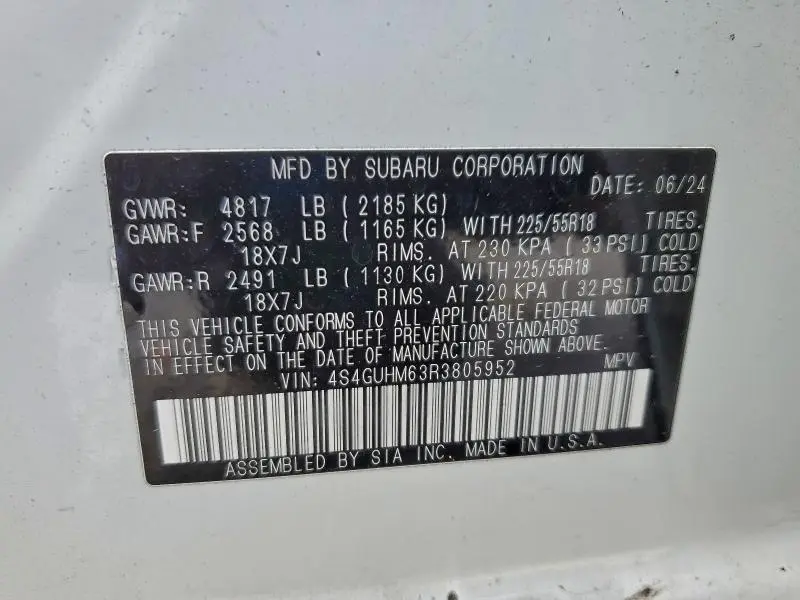 MFD BY SUBARU CORPORATION
DATE: 06/24
GVWR: 4817 LB ( 2185 KG)
GAWR:F 2568 LB ( 1165 KG) WITH 225/55R18 TIRES.
18X7J RIMS. AT 230 KPA ( 33 PSI) COLD
GAWR:R 2491 LB ( 1130 KG) WITH 225/55R18 TIRES.
18X7J RIMS. AT 220 KPA ( 32 PSI) COLD
THIS VEHICLE CONFORMS TO ALL APPLICABLE FEDERAL MOTOR
VEHICLE SAFETY AND THEFT PREVENTION STANDARDS
IN EFFECT ON THE DATE OF MANUFACTURE SHOWN ABOVE.
VIN: 4S4GUHM63R3805952 MPV
ASSEMBLED BY SIA INC. MADE IN U.S.A.